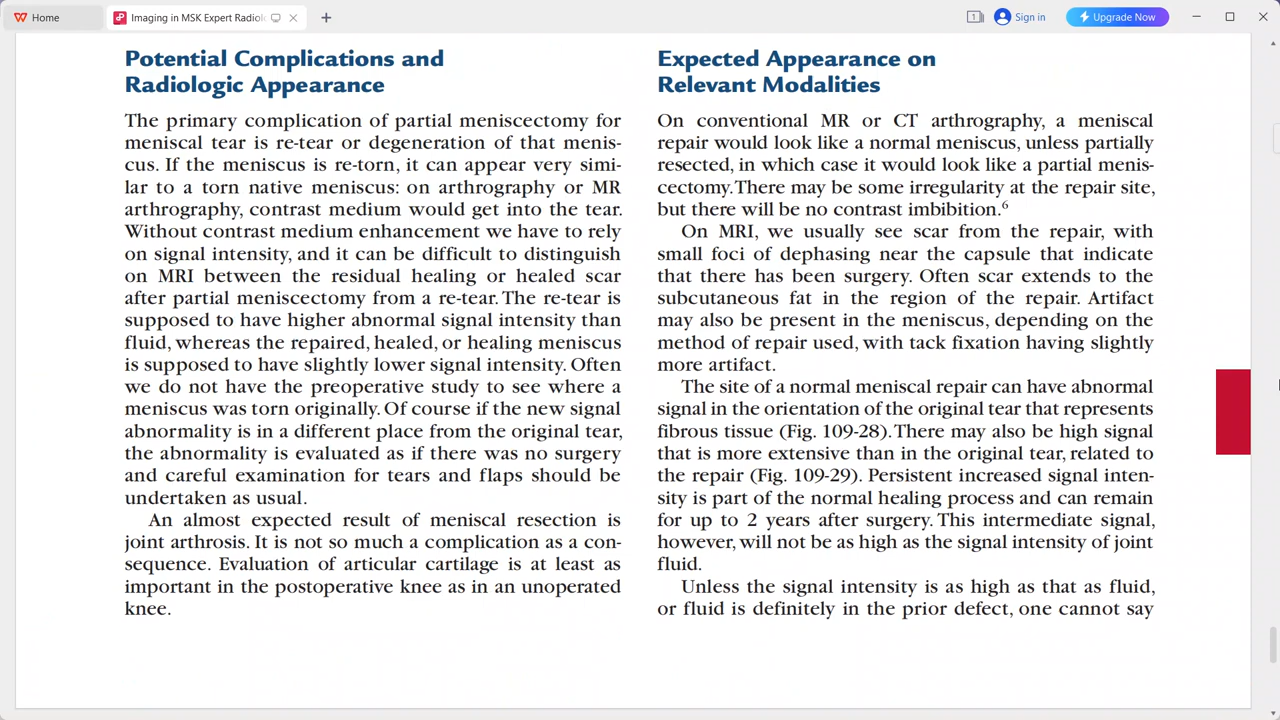 Home
Imaging in MSK Expert Radiol
1
Sign in
Upgrade Now
Potential Complications and
Radiologic Appearance
The primary complication of partial meniscectomy for
meniscal tear is re-tear or degeneration of that menis-
cus. If the meniscus is re-torn, it can appear very simi-
lar to a torn native meniscus: on arthrography or MR
arthrography, contrast medium would get into the tear.
Without contrast medium enhancement we have to rely
on signal intensity, and it can be difficult to distinguish
on MRI between the residual healing or healed scar
after partial meniscectomy from a re-tear. The re-tear is
supposed to have higher abnormal signal intensity than
fluid, whereas the repaired, healed, or healing meniscus
is supposed to have slightly lower signal intensity. Often
we do not have the preoperative study to see where a
meniscus was torn originally. Of course if the new signal
abnormality is in a different place from the original tear,
the abnormality is evaluated as if there was no surgery
and careful examination for tears and flaps should be
undertaken as usual.
An almost expected result of meniscal resection is
joint arthrosis. It is not so much a complication as a con-
sequence. Evaluation of articular cartilage is at least as
important in the postoperative knee as in an unoperated
knee.
Expected Appearance on
Relevant Modalities
On conventional MR or CT arthrography, a meniscal
repair would look like a normal meniscus, unless partially
resected, in which case it would look like a partial menis-
cectomy. There may be some irregularity at the repair site,
but there will be no contrast imbibition.6
On MRI, we usually see scar from the repair, with
small foci of dephasing near the capsule that indicate
that there has been surgery. Often scar extends to the
subcutaneous fat in the region of the repair. Artifact
may also be present in the meniscus, depending on the
method of repair used, with tack fixation having slightly
more artifact.
The site of a normal meniscal repair can have abnormal
signal in the orientation of the original tear that represents
fibrous tissue (Fig. 109-28). There may also be high signal
that is more extensive than in the original tear, related to
the repair (Fig. 109-29). Persistent increased signal inten-
sity is part of the normal healing process and can remain
for up to 2 years after surgery. This intermediate signal,
however, will not be as high as the signal intensity of joint
fluid.
Unless the signal intensity is as high as that as fluid,
or fluid is definitely in the prior defect, one cannot say